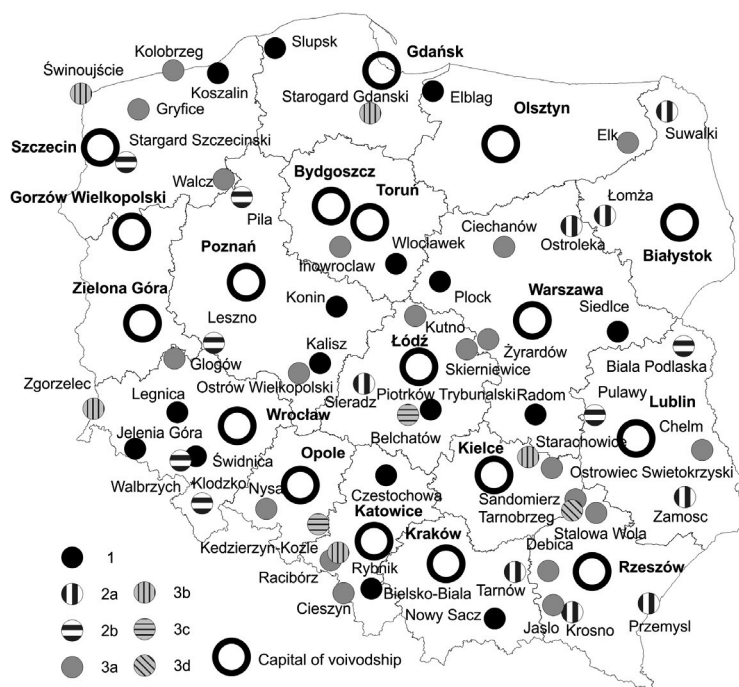 Slupsk
Kolobrzeg
Gdańsk
Świnoujście
Koszalin
Starogard Gdanski
Elblag
Gryfice
Olsztyn
Suwalki
Elk
Szczecin
Stargard Szczecinski
Walcz
Bydgoszcz
Toruń
Łomża
Gorzów Wielkopolski
Pila
Ciechanów
Ostroleka
Wloclawek
Białystok
Poznań
Inowroclaw
Zielona Góra
Konin
Plock
Warszawa
Siedlce
Leszno
Kutno
Kalisz
Łódź
Żyrardów
Glogów
Skierniewice
Biala Podlaska
Zgorzelec
Ostrów Wielkopolski
Legnica
Sieradz
Piotrków Trybunalski
Radom
Pulawy
Lublin
Wrocław
Belchatów
Chelm
Jelenia Góra
Opole
Kielce
Starachowice
Świdnica
Ostrowiec Swietokrzyski
Walbrzych
Klodzko
Nysa
Czestochowa
Sandomierz
Zamosc
Katowice
Tarnobrzeg
Kraków
Stalowa Wola
Kedzierzyn-Koźle
Debica
Rzeszów
Racibórz
Rybnik
Bielsko-Biala
Tarnów
Cieszyn
Nowy Sacz
Jaslo
Krosno
Przemysl
1
2a
3b
2b
3c
3a
3d
Capital of voivodship